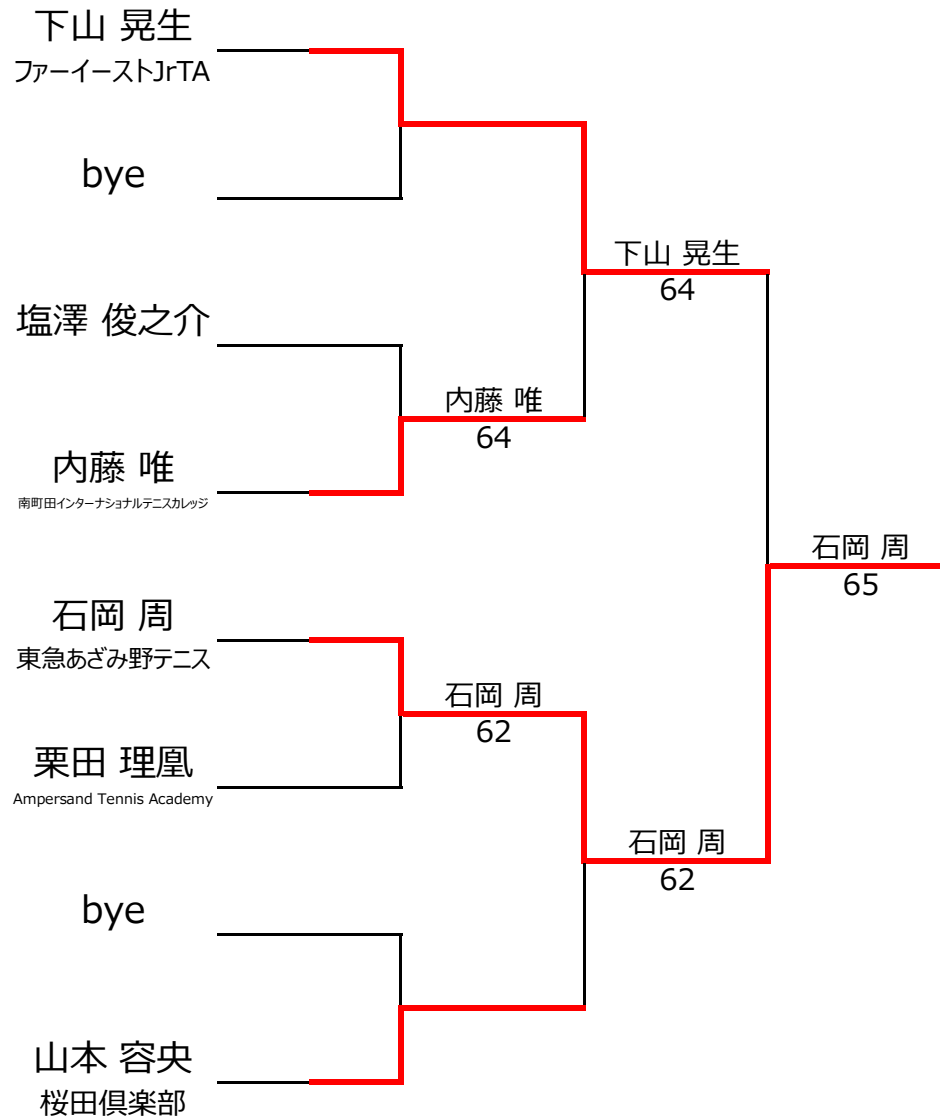 下山 晃生
ファーイーストJrTA
bye
塩澤 俊之介
内藤 唯
南町田インターナショナルテニスカレッジ
石岡 周
東急あざみ野テニス
栗田 理凰
Ampersand Tennis Academy
bye
山本 容央
桜田倶楽部
内藤 唯
64
石岡 周
62
下山 晃生
64
石岡 周
62
石岡 周
65